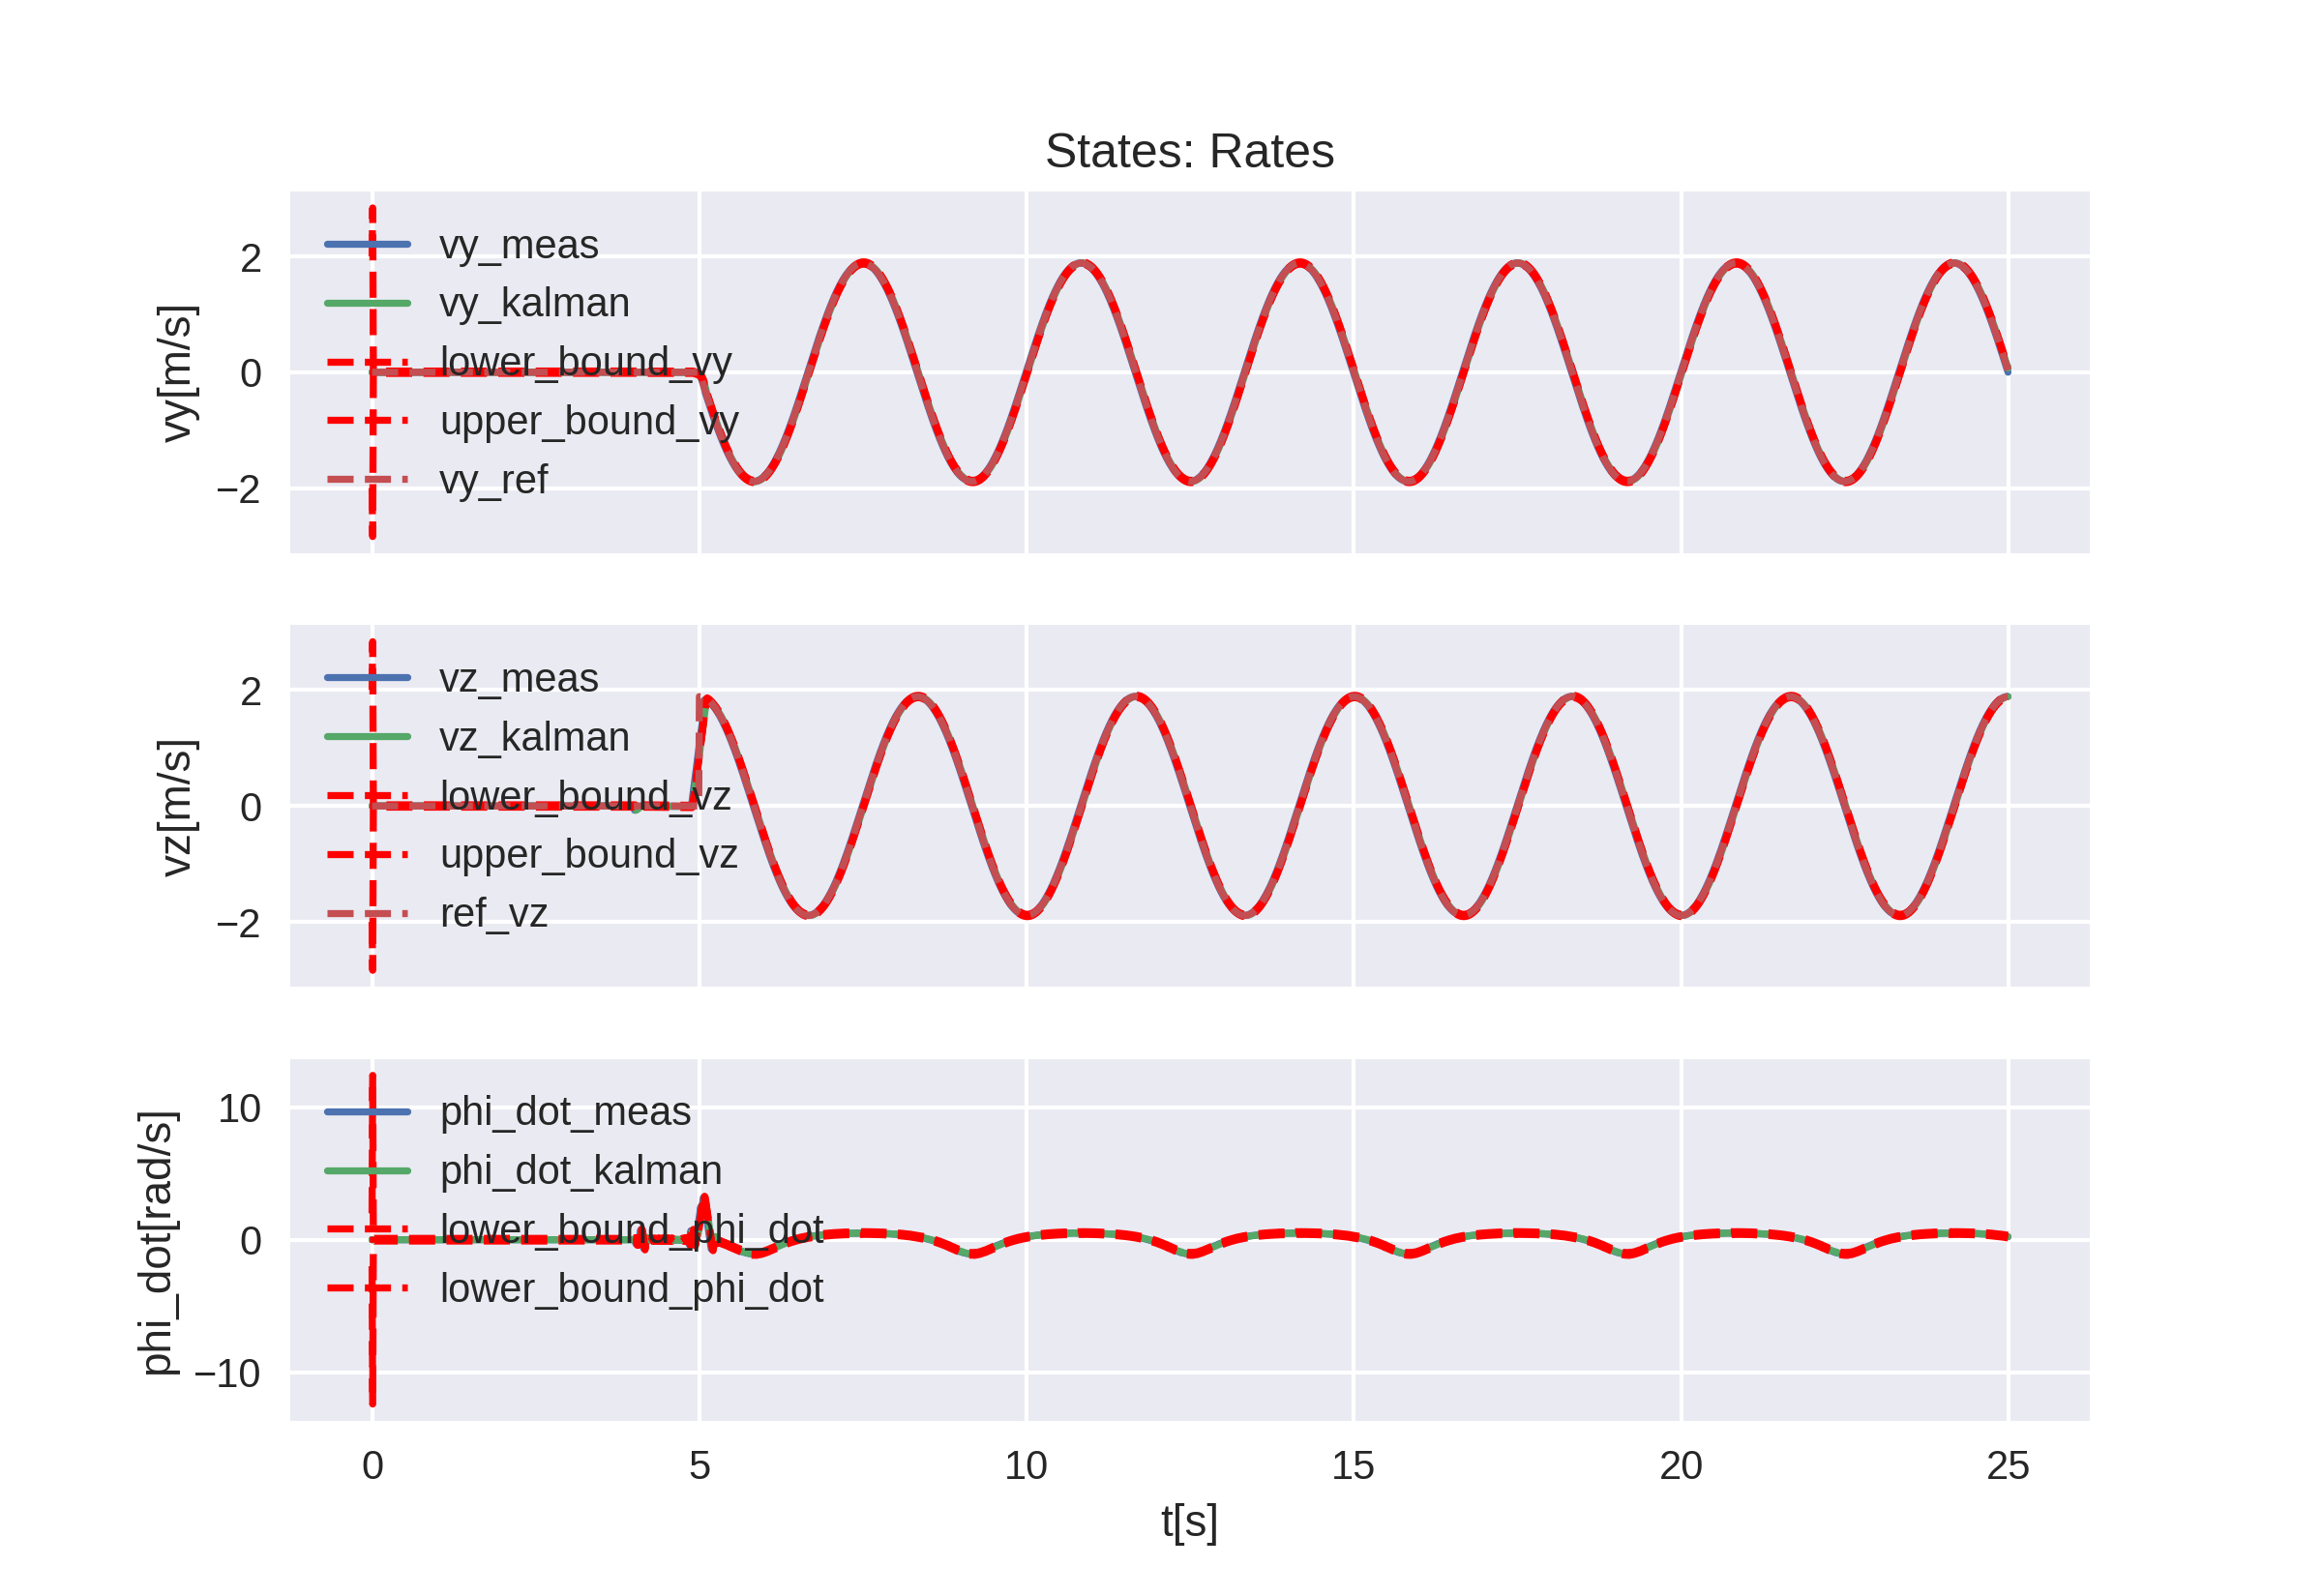 States: Rates
vy[m/s]
2
0
−2
vy_meas
vy_kalman
lower_bound_vy
upper_bound_vy
vy_ref
vz[m/s]
2
0
−2
vz_meas
vz_kalman
lower_bound_vz
upper_bound_vz
ref_vz
phi_dot[rad/s]
10
0
−10
phi_dot_meas
phi_dot_kalman
lower_bound_phi_dot
lower_bound_phi_dot
0 5 10 15 20 25
t[s]